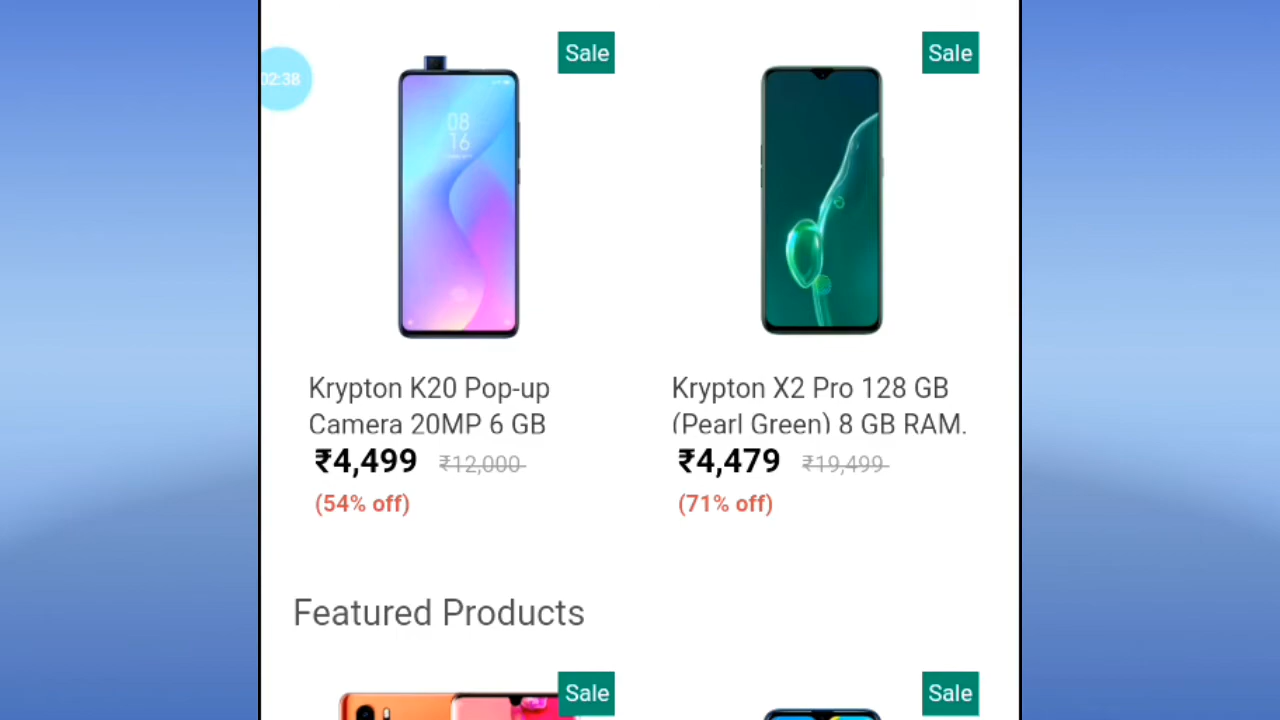 Sale
Sale
02:38
08
16
Krypton K20 Pop-up
Camera 20MP 6 GB
₹4,499 ₹12,000
(54% off)
Krypton X2 Pro 128 GB
(Pearl Green) 8 GB RAM,
₹4,479 ₹19,499
(71% off)
Featured Products
Sale
Sale